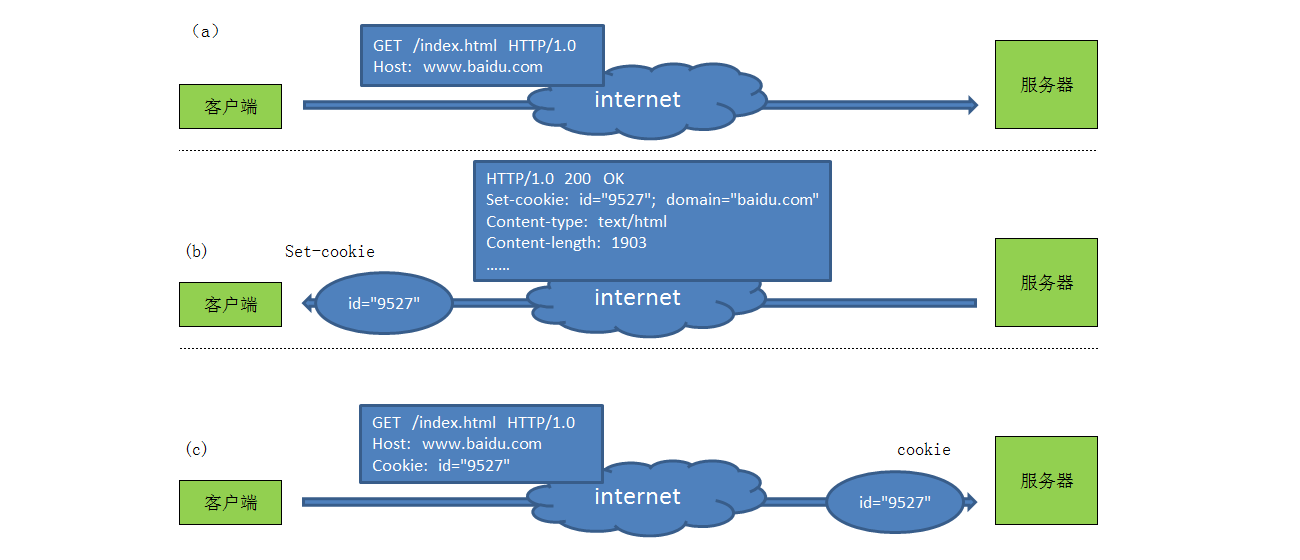 (a)
GET /index.html HTTP/1.0
Host: www.baidu.com
客户端
internet
服务器
HTTP/1.0 200 OK
Set-cookie: id="9527"; domain="baidu.com"
Content-type: text/html
Content-length: 1903
……
(b)
Set-cookie
客户端
id="9527"
internet
服务器
GET /index.html HTTP/1.0
Host: www.baidu.com
Cookie: id="9527"
(c)
cookie
客户端
internet
id="9527"
服务器